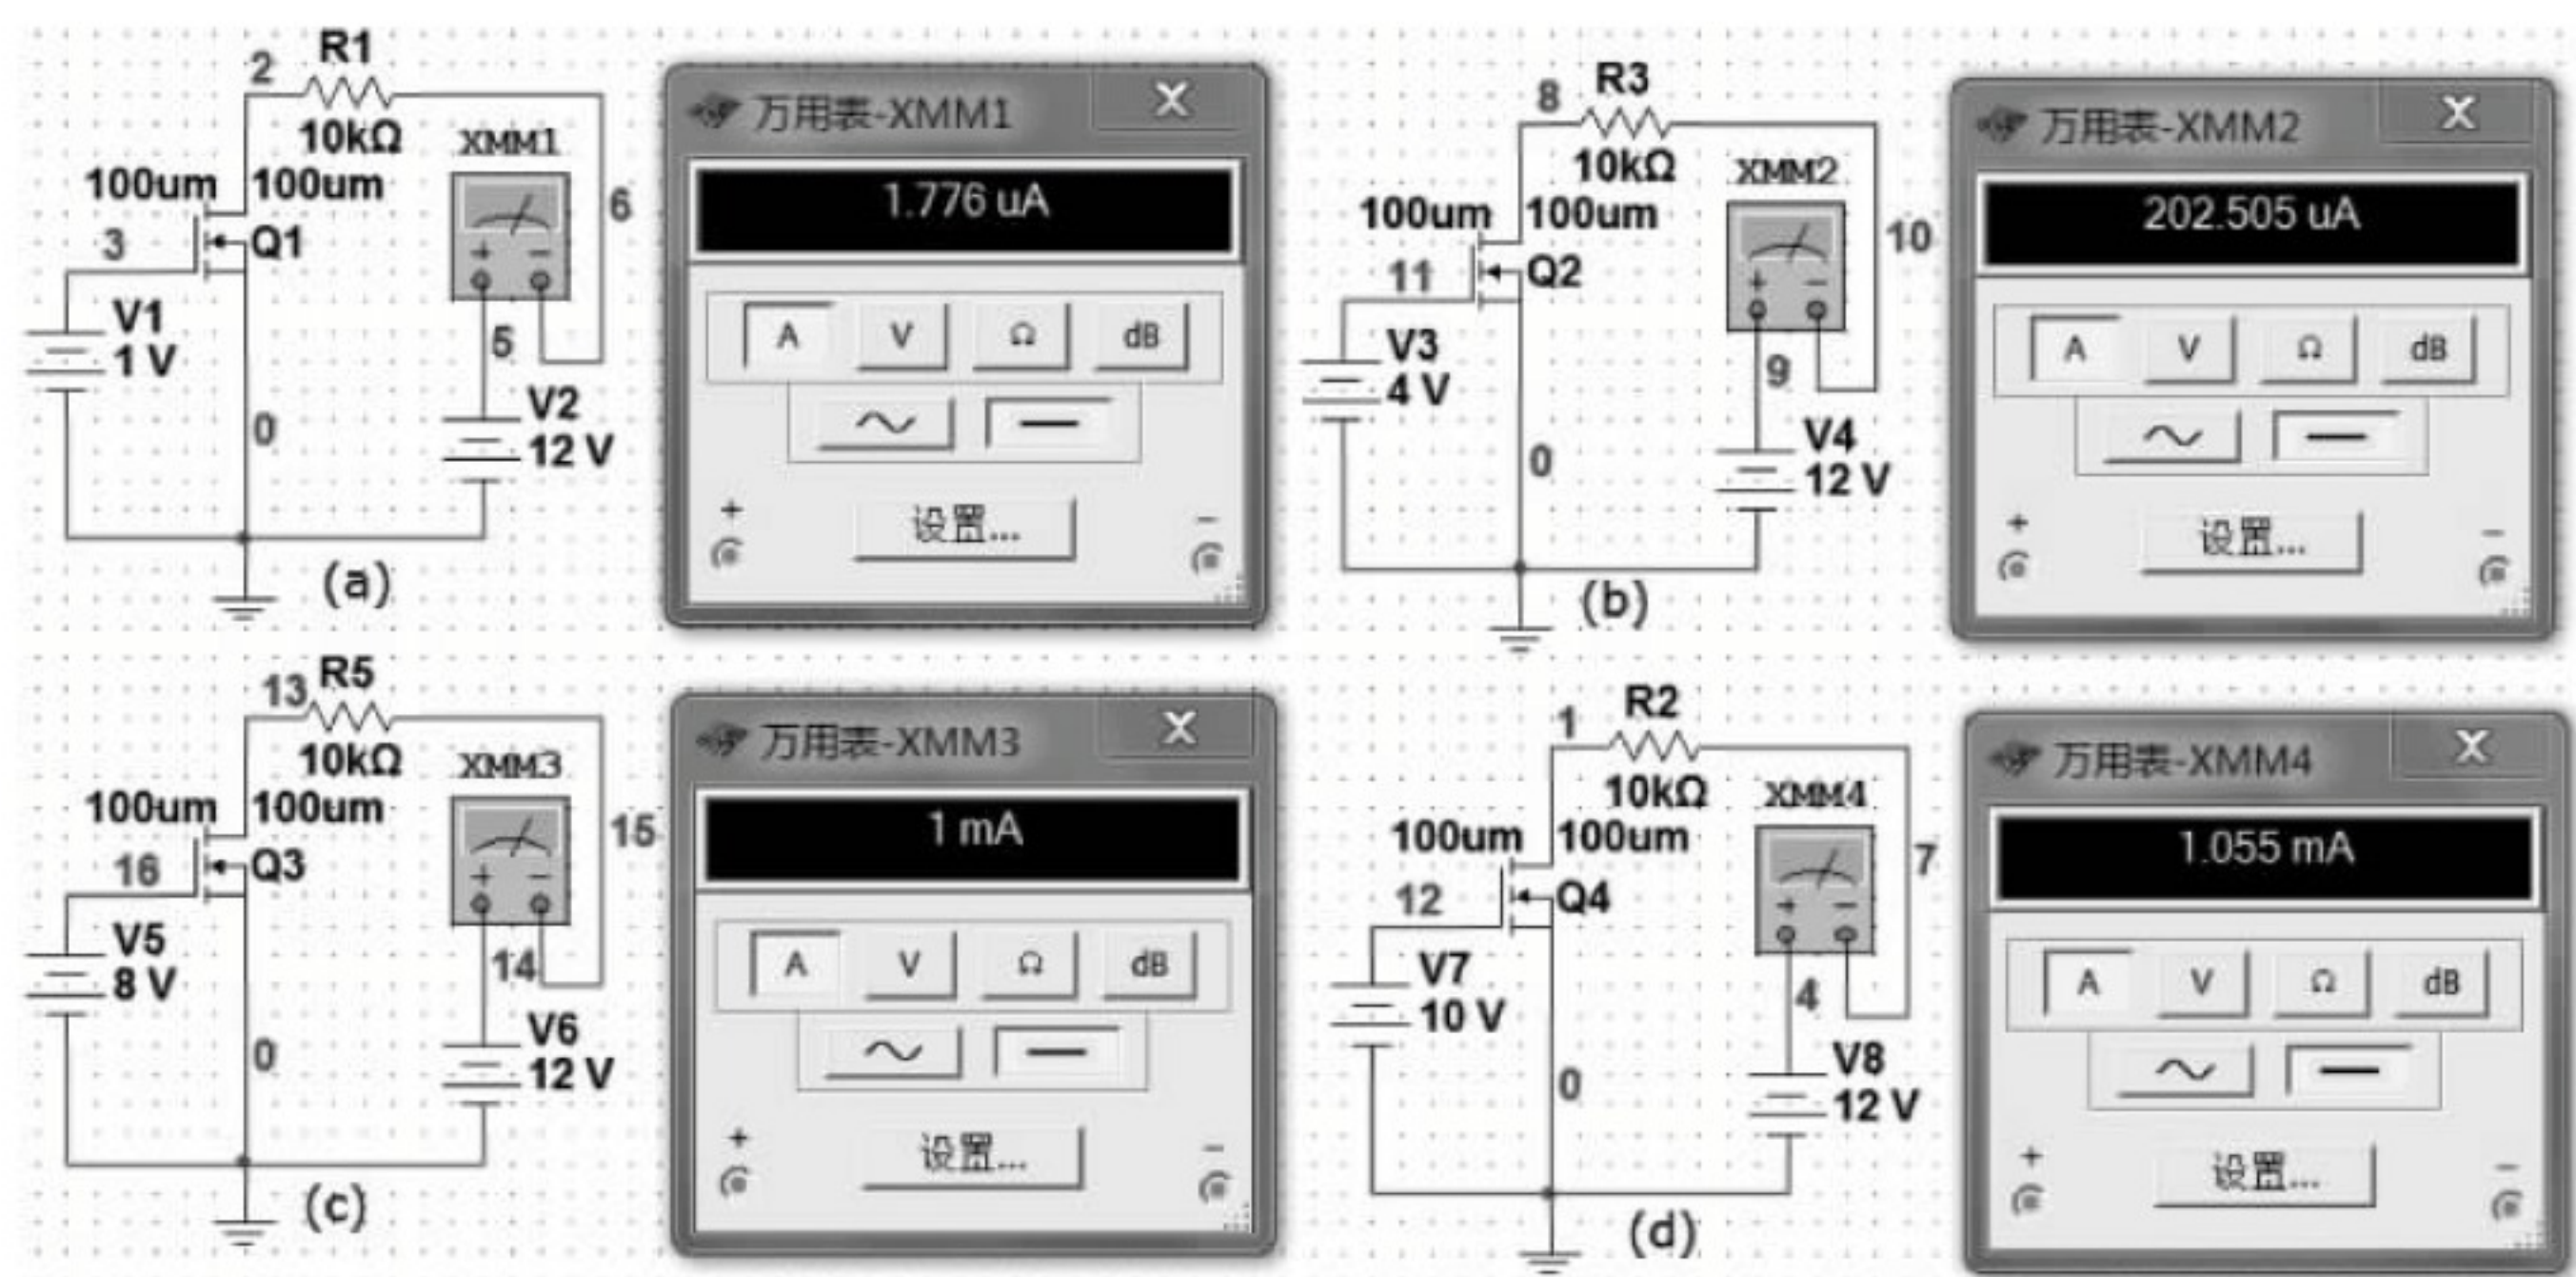 R1
2
10kΩ
XMM1
100um
100um
6
3
Q1
V1
1 V
5
V2
12 V
0
(a)
万用表-XMM1
X
1.776 uA
A
V
Ω
dB
+
−
设置...
R3
8
10kΩ
XMM2
100um
100um
10
11
Q2
V3
4 V
9
V4
12 V
0
(b)
万用表-XMM2
X
202.505 uA
A
V
Ω
dB
+
−
设置...
R5
13
10kΩ
XMM3
100um
100um
15
16
Q3
V5
8 V
14
V6
12 V
0
(c)
万用表-XMM3
X
1 mA
A
V
Ω
dB
+
−
设置...
R2
1
10kΩ
XMM4
100um
100um
7
12
Q4
V7
10 V
4
V8
12 V
0
(d)
万用表-XMM4
X
1.055 mA
A
V
Ω
dB
+
−
设置...